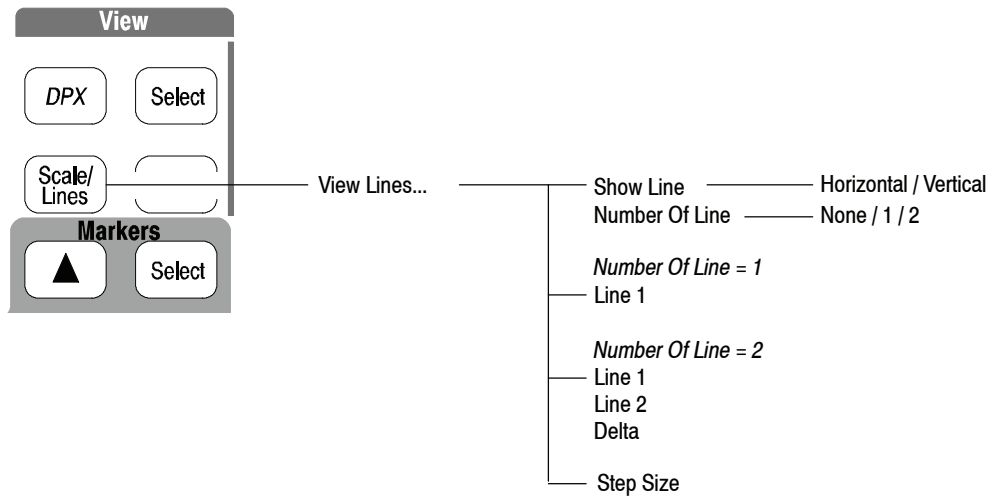 View
DPX Select
Scale/
Lines
View Lines...
Show Line Horizontal / Vertical
Number Of Line None / 1 / 2
Number Of Line = 1
Line 1
Number Of Line = 2
Line 1
Line 2
Delta
Step Size
Markers
Select